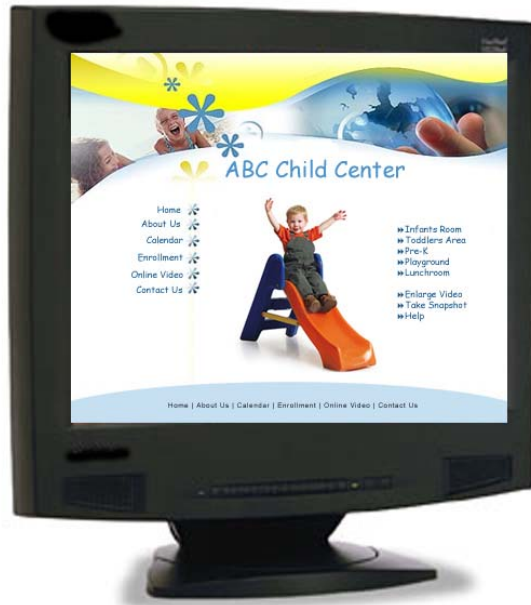 ABC Child Center
Home
About Us
Calendar
Enrollment
Online Video
Contact Us
Infants Room
Toddlers Area
Pre-K
Playground
Lunchroom
Enlarge Video
Take Snapshot
Help
Home | About Us | Calendar | Enrollment | Online Video | Contact Us